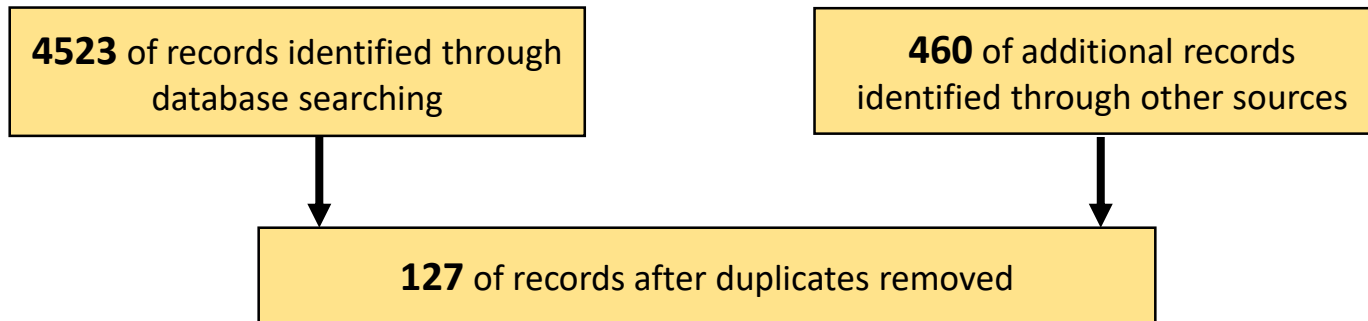 4523 of records identified through
database searching
460 of additional records
identified through other sources
127 of records after duplicates removed